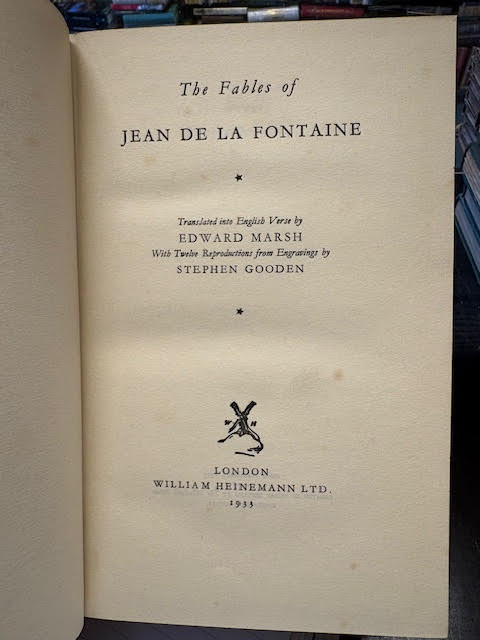 The Fables of
JEAN DE LA FONTAINE
Translated into English Verse by
EDWARD MARSH
With Twelve Reproductions from Engravings by
STEPHEN GOODEN
LONDON
WILLIAM HEINEMANN LTD.
1933